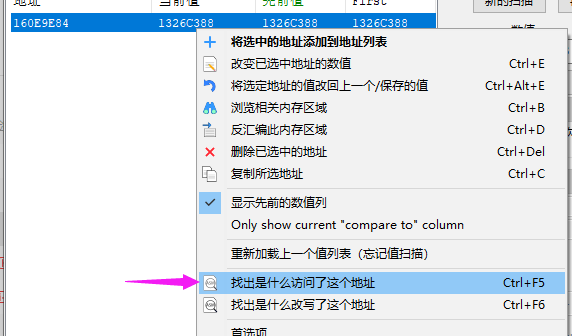 地址 当前值 先前值 First 新的扫描
160E9E84 1326C388 1326C388 1326C388 数值
将选中的地址添加到地址列表
改变已选中地址的数值 Ctrl+E
将选定地址的值改回上一个/保存的值 Ctrl+Alt+E
浏览相关内存区域 Ctrl+B
反汇编此内存区域 Ctrl+D
删除已选中的地址 Ctrl+Del
复制所选地址 Ctrl+C
显示先前的数值列
Only show current "compare to" column
重新加载上一个值列表（忘记值扫描）
找出是什么访问了这个地址 Ctrl+F5
找出是什么改写了这个地址 Ctrl+F6
首选项